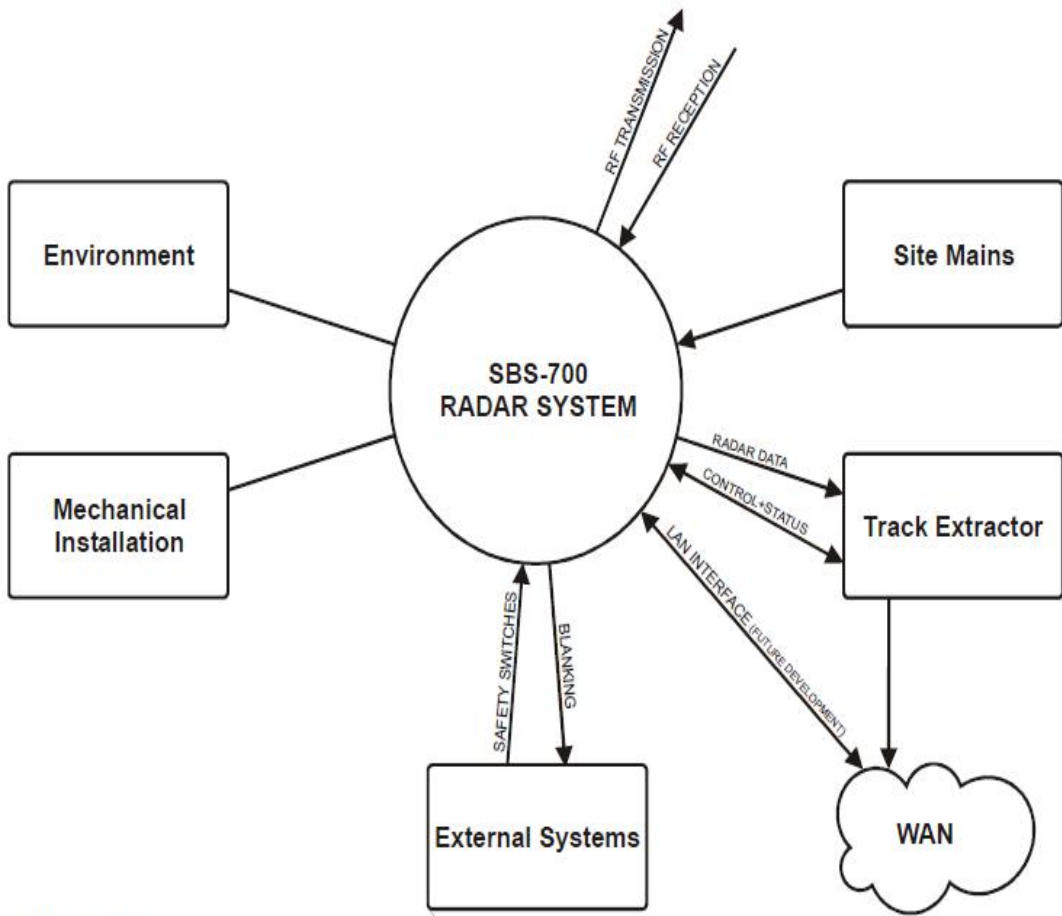 RF TRANSMISSION
RF RECEPTION
Environment
Site Mains
SBS-700
RADAR SYSTEM
RADAR DATA
CONTROL+STATUS
Mechanical
Installation
Track Extractor
LAN INTERFACE (FUTURE DEVELOPMENT)
SAFETY SWITCHES
BLANKING
External Systems
WAN